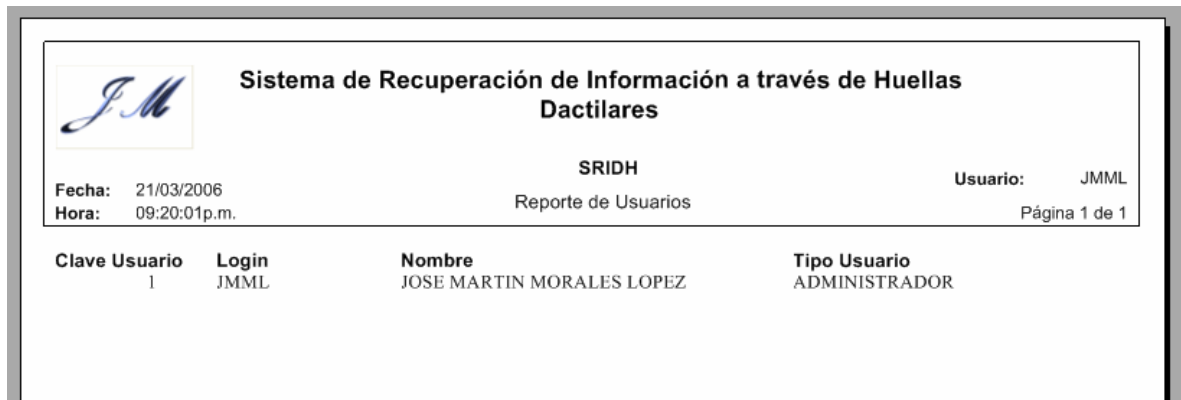 JM
Sistema de Recuperación de Información a través de Huellas
Dactilares
SRIDH
Usuario: JMML
Fecha: 21/03/2006
Reporte de Usuarios
Hora: 09:20:01p.m.
Página 1 de 1
Clave Usuario Login Nombre Tipo Usuario
1 JMML JOSE MARTIN MORALES LOPEZ ADMINISTRADOR